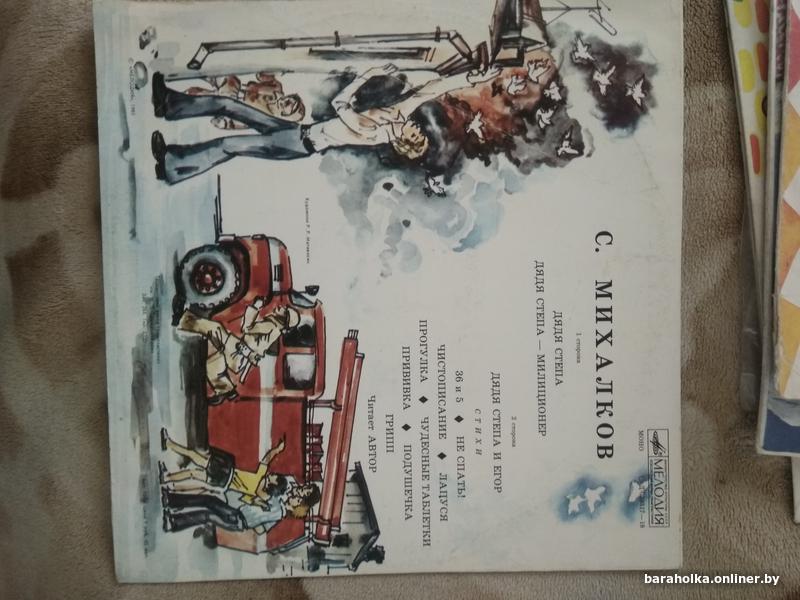 МЕЛОДИЯ
МОНО
С. МИХАЛКОВ
1 сторона
ДЯДЯ СТЕПА
ДЯДЯ СТЕПА — МИЛИЦИОНЕР
2 сторона
ДЯДЯ СТЕПА И ЕГОР
СТИХИ
36 и 5 ♦ НЕ СПАТЬ!
ЧИСТОПИСАНИЕ ♦ ЛАПУСЯ
ПРОГУЛКА ♦ ЧУДЕСНЫЕ ТАБЛЕТКИ
ПРИВИВКА ♦ ПОДУШЕЧКА
ГРИПП
Читает АВТОР
baraholka.onliner.by